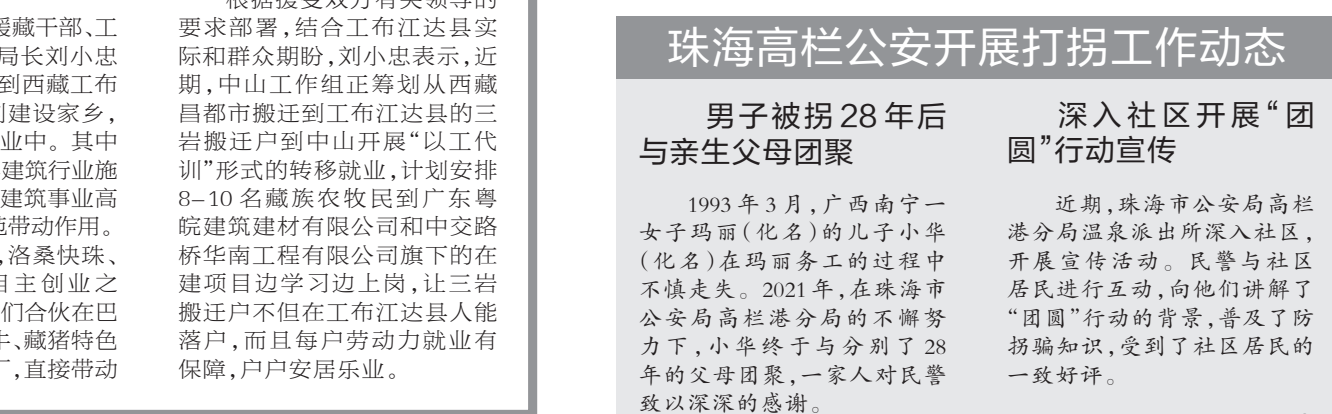 援藏干部、工
局长刘小忠
到西藏工布
建设家乡，
业中。其中
建筑行业施
建筑事业高
范带动作用。
，洛桑快珠、
自主创业之
们合伙在巴
牛、藏猪特色
厂，直接带动
根据援受双方有关领导的
要求部署，结合工布江达县实
际和群众期盼，刘小忠表示，近
期，中山工作组正筹划从西藏
昌都市搬迁到工布江达县的三
岩搬迁户到中山开展“以工代
训”形式的转移就业，计划安排
8–10 名藏族农牧民到广东粤
皖建筑建材有限公司和中交路
桥华南工程有限公司旗下的在
建项目边学习边上岗，让三岩
搬迁户不但在工布江达县人能
落户，而且每户劳动力就业有
保障，户户安居乐业。
珠海高栏公安开展打拐工作动态
男子被拐 28 年后
与亲生父母团聚
1993 年 3 月，广西南宁一
女子玛丽（化名）的儿子小华
（化名）在玛丽务工的过程中
不慎走失。2021 年，在珠海市
公安局高栏港分局的不懈努
力下，小华终于与分别了 28
年的父母团聚，一家人对民警
致以深深的感谢。
深入社区开展“团
圆”行动宣传
近期，珠海市公安局高栏
港分局温泉派出所深入社区，
开展宣传活动。民警与社区
居民进行互动，向他们讲解了
“团圆”行动的背景，普及了防
拐骗知识，受到了社区居民的
一致好评。